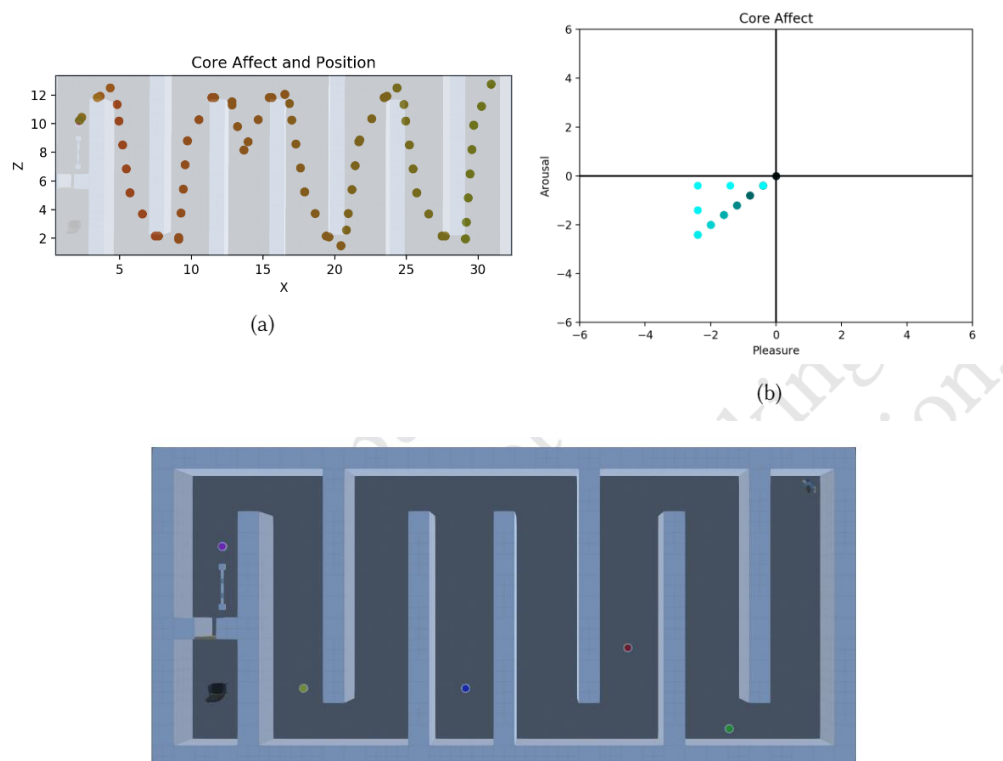 Core Affect and Position
12
10
8
6
4
2
Z
5 10 15 20 25 30
X
(a)
Core Affect
6
4
2
0
−2
−4
−6
Arousal
−6 −4 −2 0 2 4 6
Pleasure
(b)